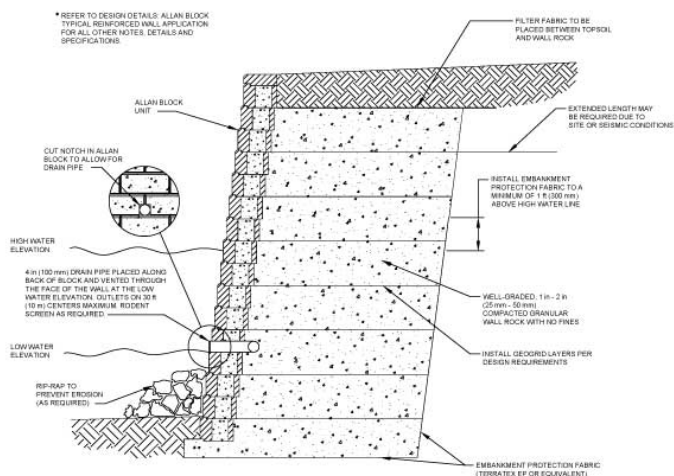 * REFER TO DESIGN DETAILS: ALLAN BLOCK
TYPICAL REINFORCED WALL APPLICATION
FOR ALL OTHER NOTES, DETAILS AND
SPECIFICATIONS.
FILTER FABRIC TO BE
PLACED BETWEEN TOPSOIL
AND WALL ROCK
ALLAN BLOCK
UNIT
EXTENDED LENGTH MAY
BE REQUIRED DUE TO
SITE OR SEISMIC CONDITIONS
CUT NOTCH IN ALLAN
BLOCK TO ALLOW FOR
DRAIN PIPE
INSTALL EMBANKMENT
PROTECTION FABRIC TO A
MINIMUM OF 1 ft (300 mm)
ABOVE HIGH WATER LINE
HIGH WATER
ELEVATION
4 in (100 mm) DRAIN PIPE PLACED ALONG
BACK OF BLOCK AND VENTED THROUGH
THE FACE OF THE WALL AT THE LOW
WATER ELEVATION. OUTLETS ON 30 ft
(10 m) CENTERS MAXIMUM. RODENT
SCREEN AS REQUIRED.
WELL-GRADED, 1 in - 2 in
(25 mm - 50 mm)
COMPACTED GRANULAR
WALL ROCK WITH NO FINES
LOW WATER
ELEVATION
INSTALL GEOGRID LAYERS PER
DESIGN REQUIREMENTS
RIP-RAP TO
PREVENT EROSION
(AS REQUIRED)
EMBANKMENT PROTECTION FABRIC
(TERRATEX EP OR EQUIVALENT)